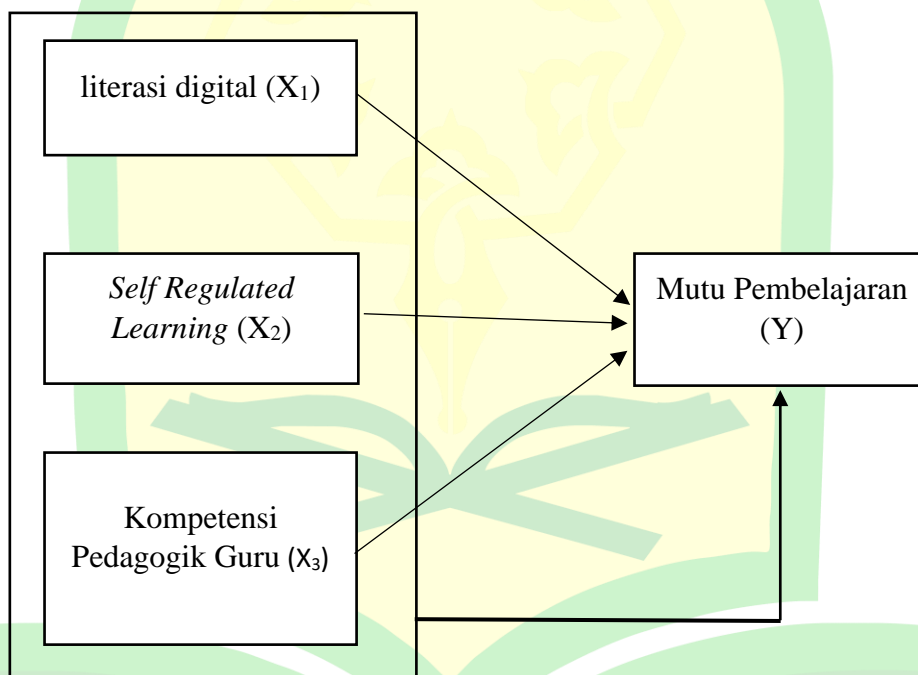 literasi digital (X₁)
Self Regulated
Learning (X₂)
Kompetensi
Pedagogik Guru (X₃)
Mutu Pembelajaran
(Y)